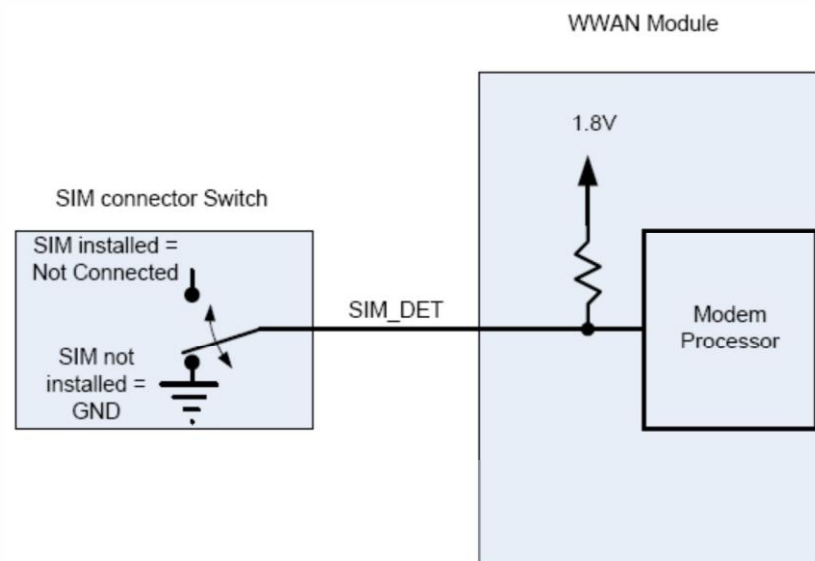 WWAN Module
1.8V
SIM connector Switch
SIM installed =
Not Connected
SIM_DET
Modem
Processor
SIM not
installed =
GND